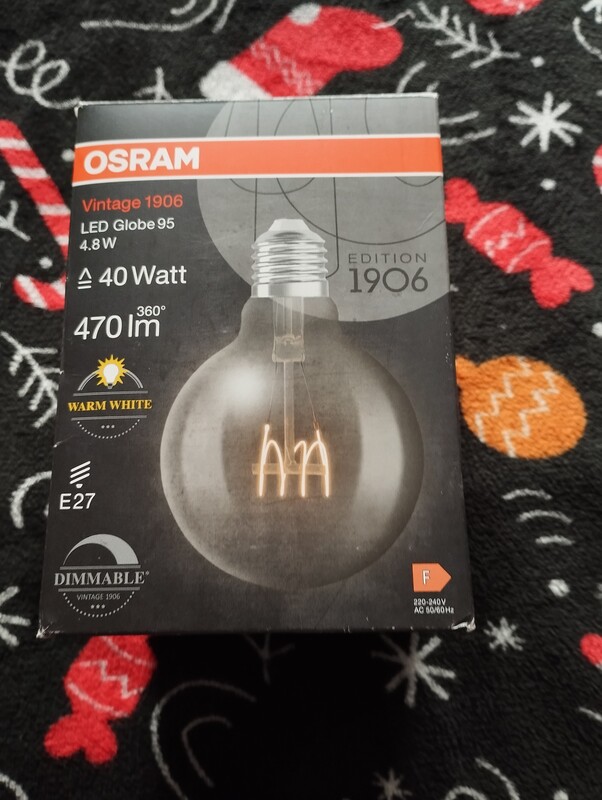 OSRAM
Vintage 1906
LED Globe 95
4.8 W
≙ 40 Watt
470 lm 360°
WARM WHITE
E27
DIMMABLE*
VINTAGE 1906
EDITION
1906
F
220-240V
AC 50/60Hz